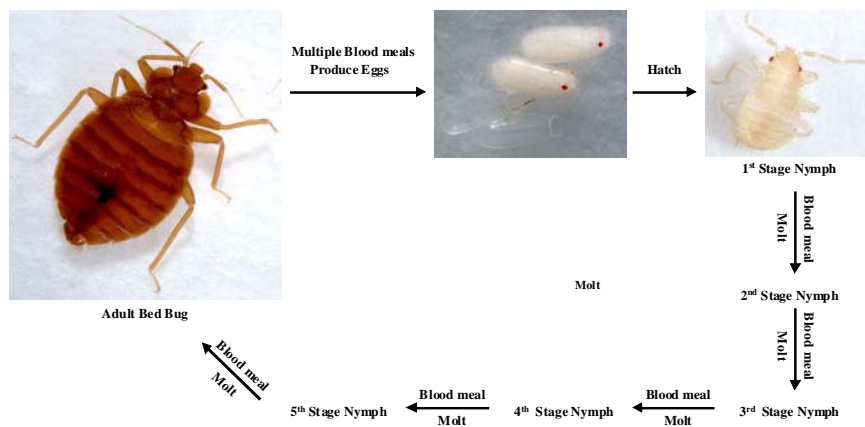 Multiple Blood meals
Produce Eggs
Hatch
1st Stage Nymph
Blood meal
Molt
Molt
2nd Stage Nymph
Adult Bed Bug
Blood meal
Molt
Blood meal
Molt
5th Stage Nymph
Blood meal
Molt
4th Stage Nymph
Blood meal
Molt
3rd Stage Nymph